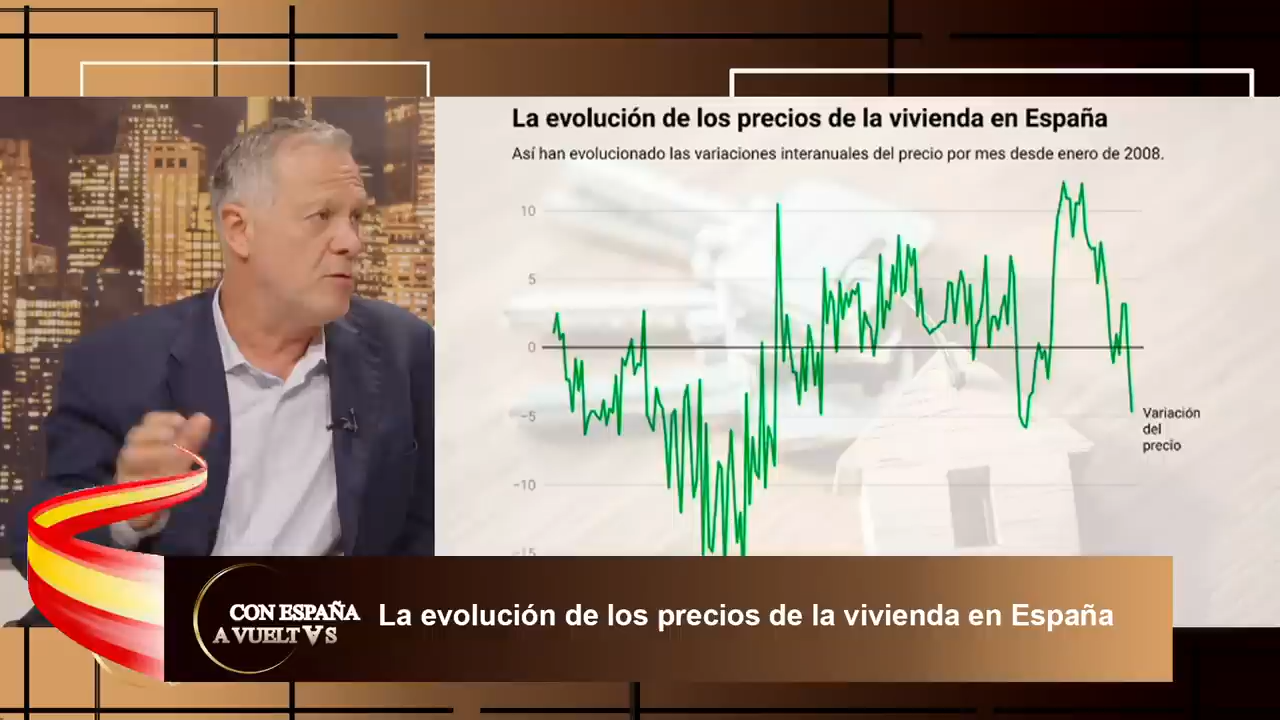 La evolución de los precios de la vivienda en España
Así han evolucionado las variaciones interanuales del precio por mes desde enero de 2008.
10
5
0
−5
−10
−15
Variación
del
precio
CON ESPAÑA
A VUELT∀S
La evolución de los precios de la vivienda en España